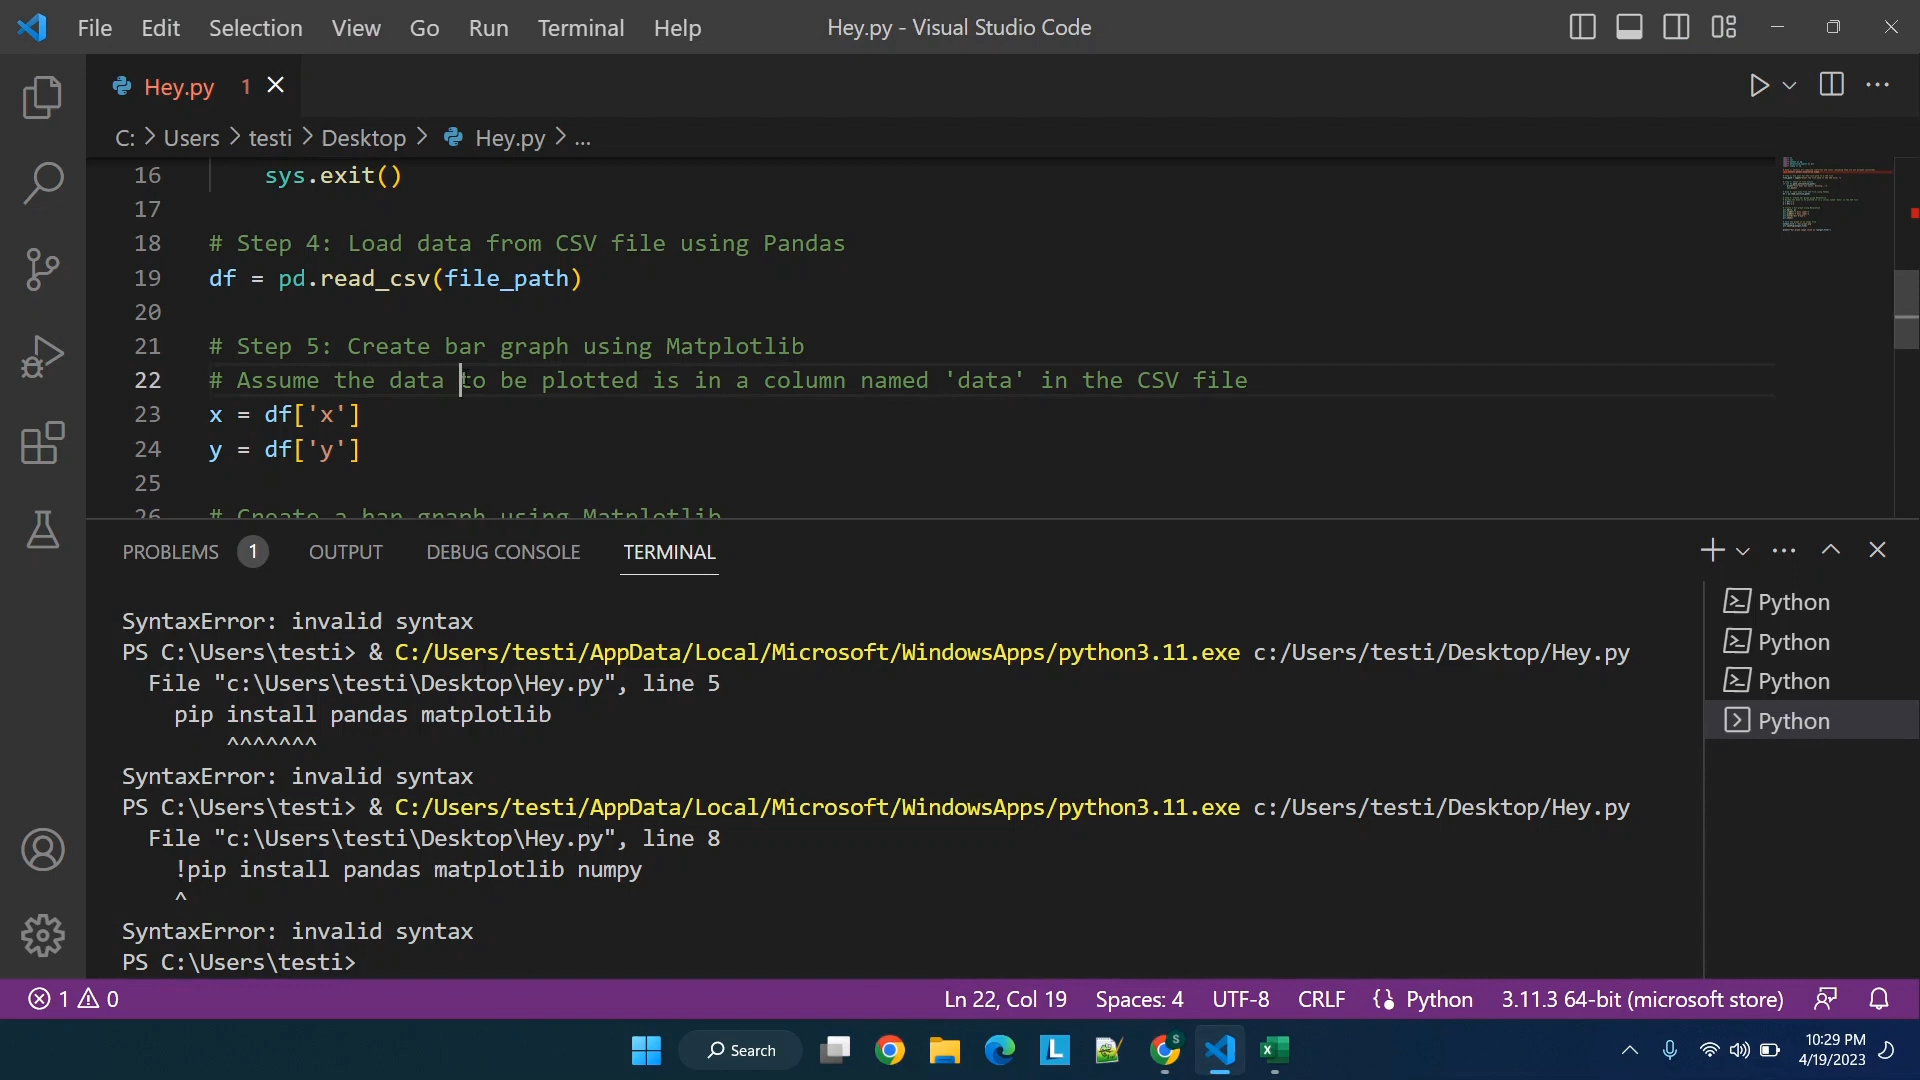 File Edit Selection View Go Run Terminal Help
Hey.py - Visual Studio Code
Hey.py 1
C: > Users > testi > Desktop > Hey.py > ...
16 sys.exit()
17
18 # Step 4: Load data from CSV file using Pandas
19 df = pd.read_csv(file_path)
20
21 # Step 5: Create bar graph using Matplotlib
22 # Assume the data to be plotted is in a column named 'data' in the CSV file
23 x = df['x']
24 y = df['y']
25
26 # Create a bar graph using Matplotlib
PROBLEMS 1 OUTPUT DEBUG CONSOLE TERMINAL
SyntaxError: invalid syntax
PS C:\Users\testi> & C:/Users/testi/AppData/Local/Microsoft/WindowsApps/python3.11.exe c:/Users/testi/Desktop/Hey.py
File "c:\Users\testi\Desktop\Hey.py", line 5
pip install pandas matplotlib
^^^^^^^
SyntaxError: invalid syntax
PS C:\Users\testi> & C:/Users/testi/AppData/Local/Microsoft/WindowsApps/python3.11.exe c:/Users/testi/Desktop/Hey.py
File "c:\Users\testi\Desktop\Hey.py", line 8
!pip install pandas matplotlib numpy
^
SyntaxError: invalid syntax
PS C:\Users\testi>
Python
Python
Python
Python
1 0
Ln 22, Col 19 Spaces: 4 UTF-8 CRLF Python 3.11.3 64-bit (microsoft store)
Search
L
S
X
10:29 PM
4/19/2023